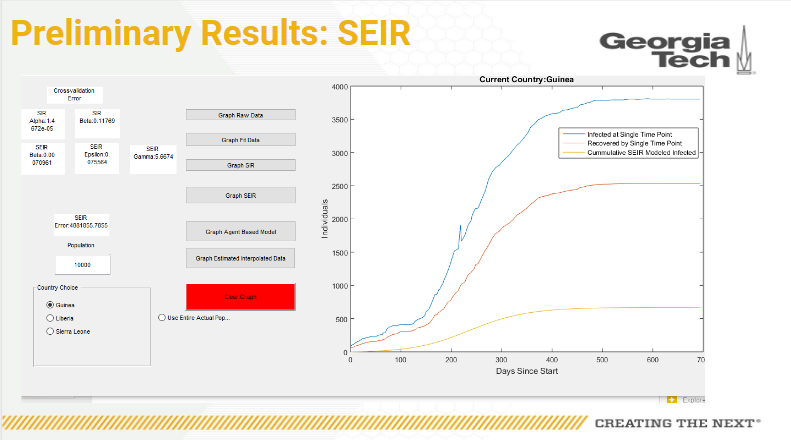 Preliminary Results: SEIR
Georgia
Tech
Crossvalidation
Error
SIR
Alpha:1.4
672e-05
SIR
Beta:0.11769
SEIR
Beta:0.00
070961
SEIR
Epsilon:0.
075564
SEIR
Gamma:5.6674
SEIR
Error:4881855.7855
Population
10000
Country Choice
Guinea
Liberia
Sierra Leone
Graph Raw Data
Graph Fit Data
Graph SIR
Graph SEIR
Graph Agent Based Model
Graph Estimated Interpolated Data
Clear Graph
Use Entire Actual Pop...
Current Country:Guinea
4000
3500
3000
2500
2000
1500
1000
500
0
Individuals
Infected at Single Time Point
Recovered by Single Time Point
Cummulative SEIR Modeled Infected
0 100 200 300 400 500 600 70
Days Since Start
Explor
CREATING THE NEXT®